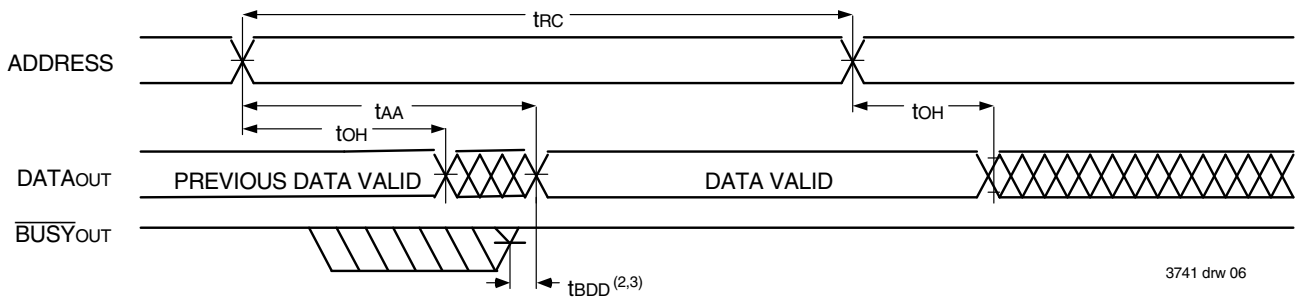 tRC
ADDRESS
tAA
tOH
tOH
DATAOUT
PREVIOUS DATA VALID
DATA VALID
BUSYOUT
tBDD (2,3)
3741 drw 06